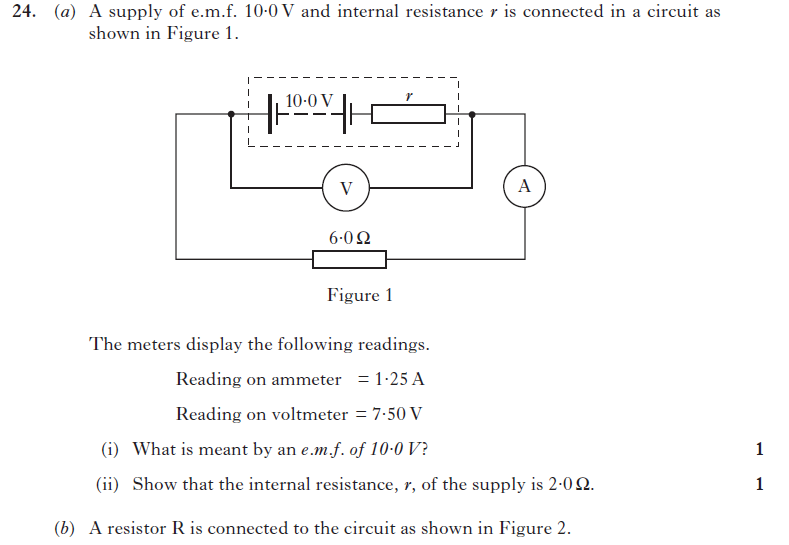 24. (a) A supply of e.m.f. 10·0 V and internal resistance r is connected in a circuit as
shown in Figure 1.
10·0 V
r
V
A
6·0 Ω
Figure 1
The meters display the following readings.
Reading on ammeter = 1·25 A
Reading on voltmeter = 7·50 V
(i) What is meant by an e.m.f. of 10·0 V? 1
(ii) Show that the internal resistance, r, of the supply is 2·0 Ω. 1
(b) A resistor R is connected to the circuit as shown in Figure 2.